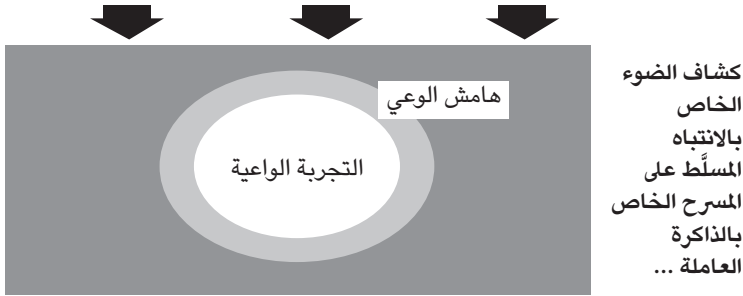 كشاف الضوء
الخاص
بالانتباه
المسلَّط على
المسرح الخاص
بالذاكرة
العاملة ...
هامش الوعي
التجربة الواعية